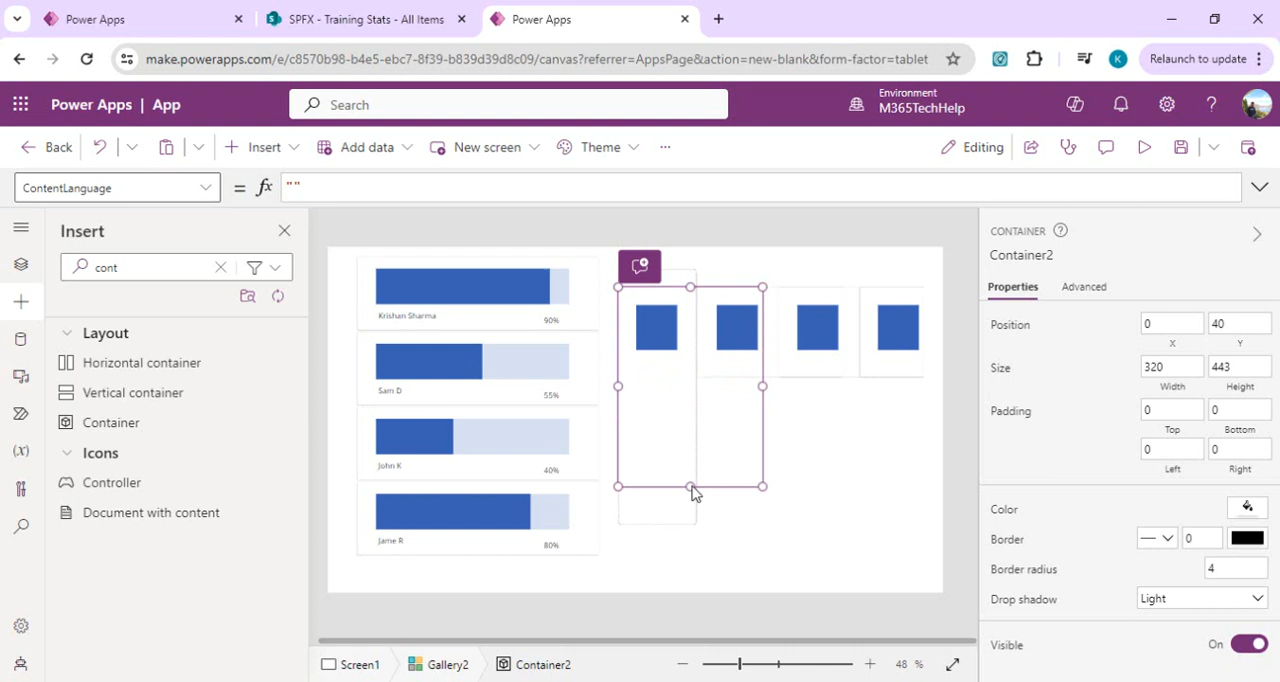 Power Apps
SPFX - Training Stats - All Items
Power Apps
make.powerapps.com/e/c8570b98-b4e5-ebc7-8f39-b839d39d8c09/canvas?referrer=AppsPage&action=new-blank&form-factor=tablet
K
Relaunch to update
Power Apps | App
Search
Environment
M365TechHelp
Back
Insert
Add data
New screen
Theme
Editing
ContentLanguage
= fx
""
Insert
cont
Layout
Horizontal container
Vertical container
Container
Icons
Controller
Document with content
Krishan Sharma
90%
Sam D
55%
John K
40%
Jame R
80%
CONTAINER
Container2
Properties
Advanced
Position
0
40
X
Y
Size
320
443
Width
Height
Padding
0
0
Top
Bottom
0
0
Left
Right
Color
Border
0
Border radius
4
Drop shadow
Light
Visible
On
Screen1
Gallery2
Container2
48 %